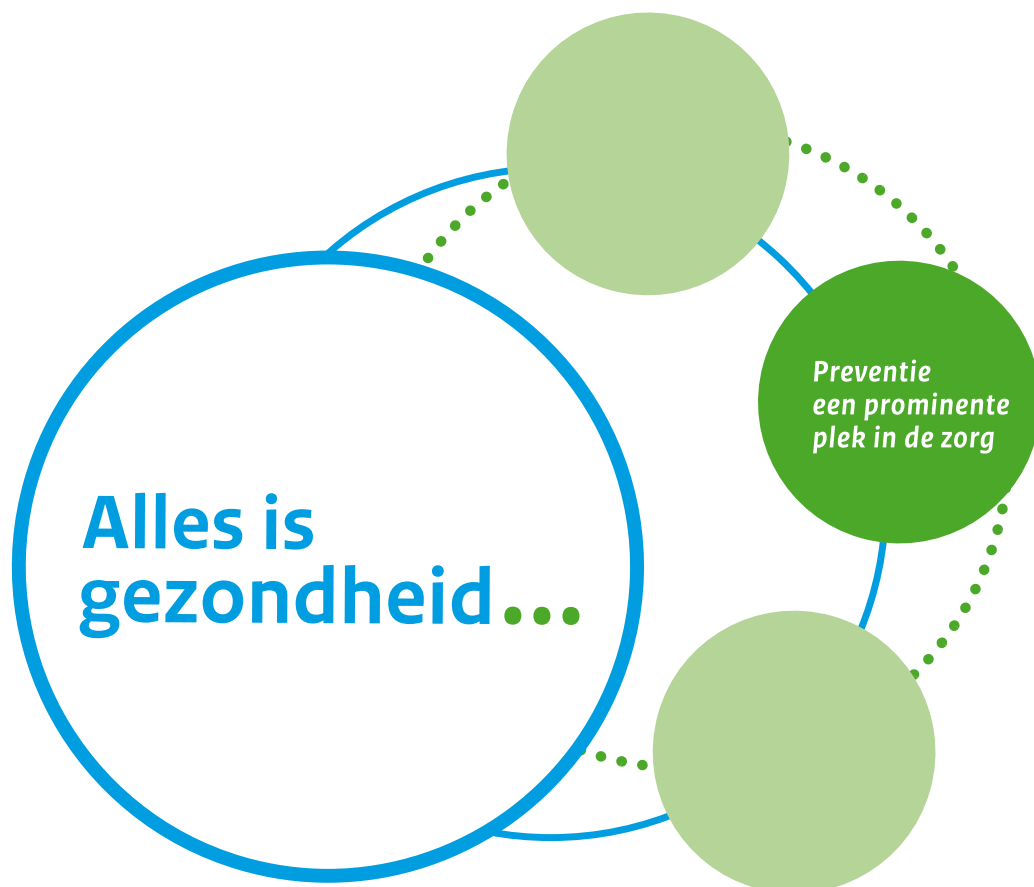 Preventie
een prominente
plek in de zorg
Alles is
gezondheid...